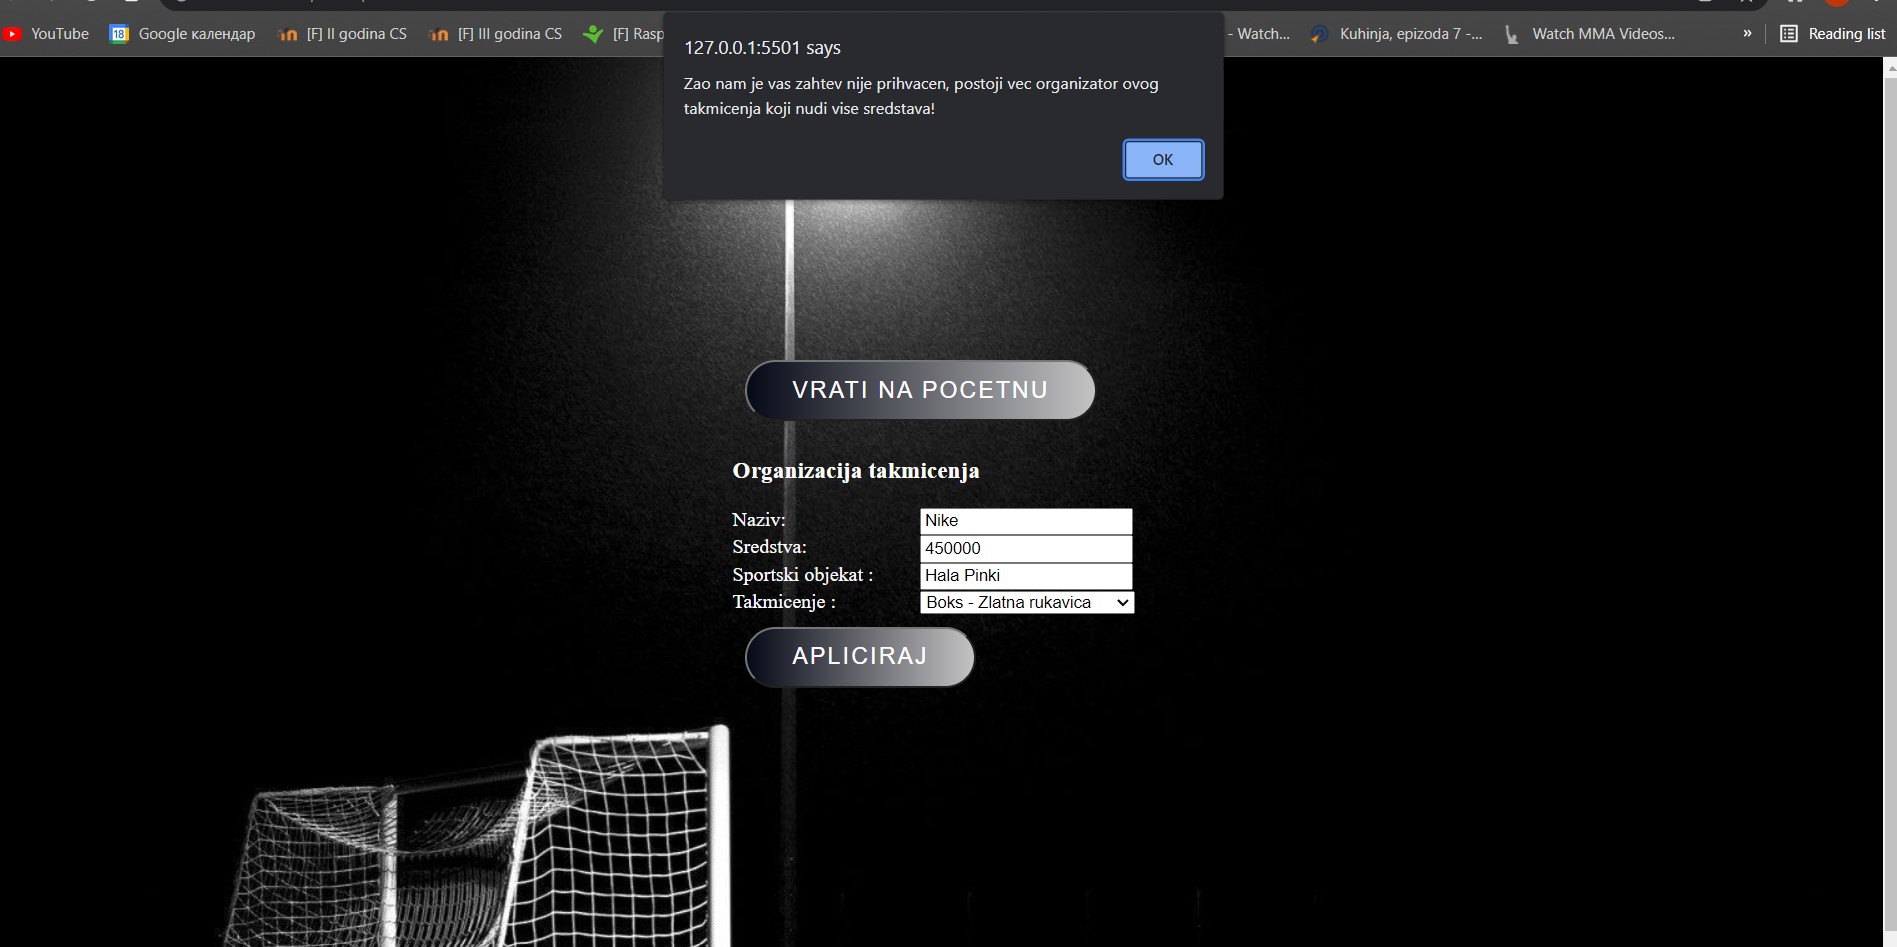 YouTube
Google календар
[F] II godina CS
[F] III godina CS
[F] Rasp
- Watch...
Kuhinja, epizoda 7 -...
Watch MMA Videos...
»
Reading list
127.0.0.1:5501 says
Zao nam je vas zahtev nije prihvacen, postoji vec organizator ovog
takmicenja koji nudi vise sredstava!
OK
VRATI NA POCETNU
Organizacija takmicenja
Naziv: Nike
Sredstva: 450000
Sportski objekat : Hala Pinki
Takmicenje : Boks - Zlatna rukavica
APLICIRAJ